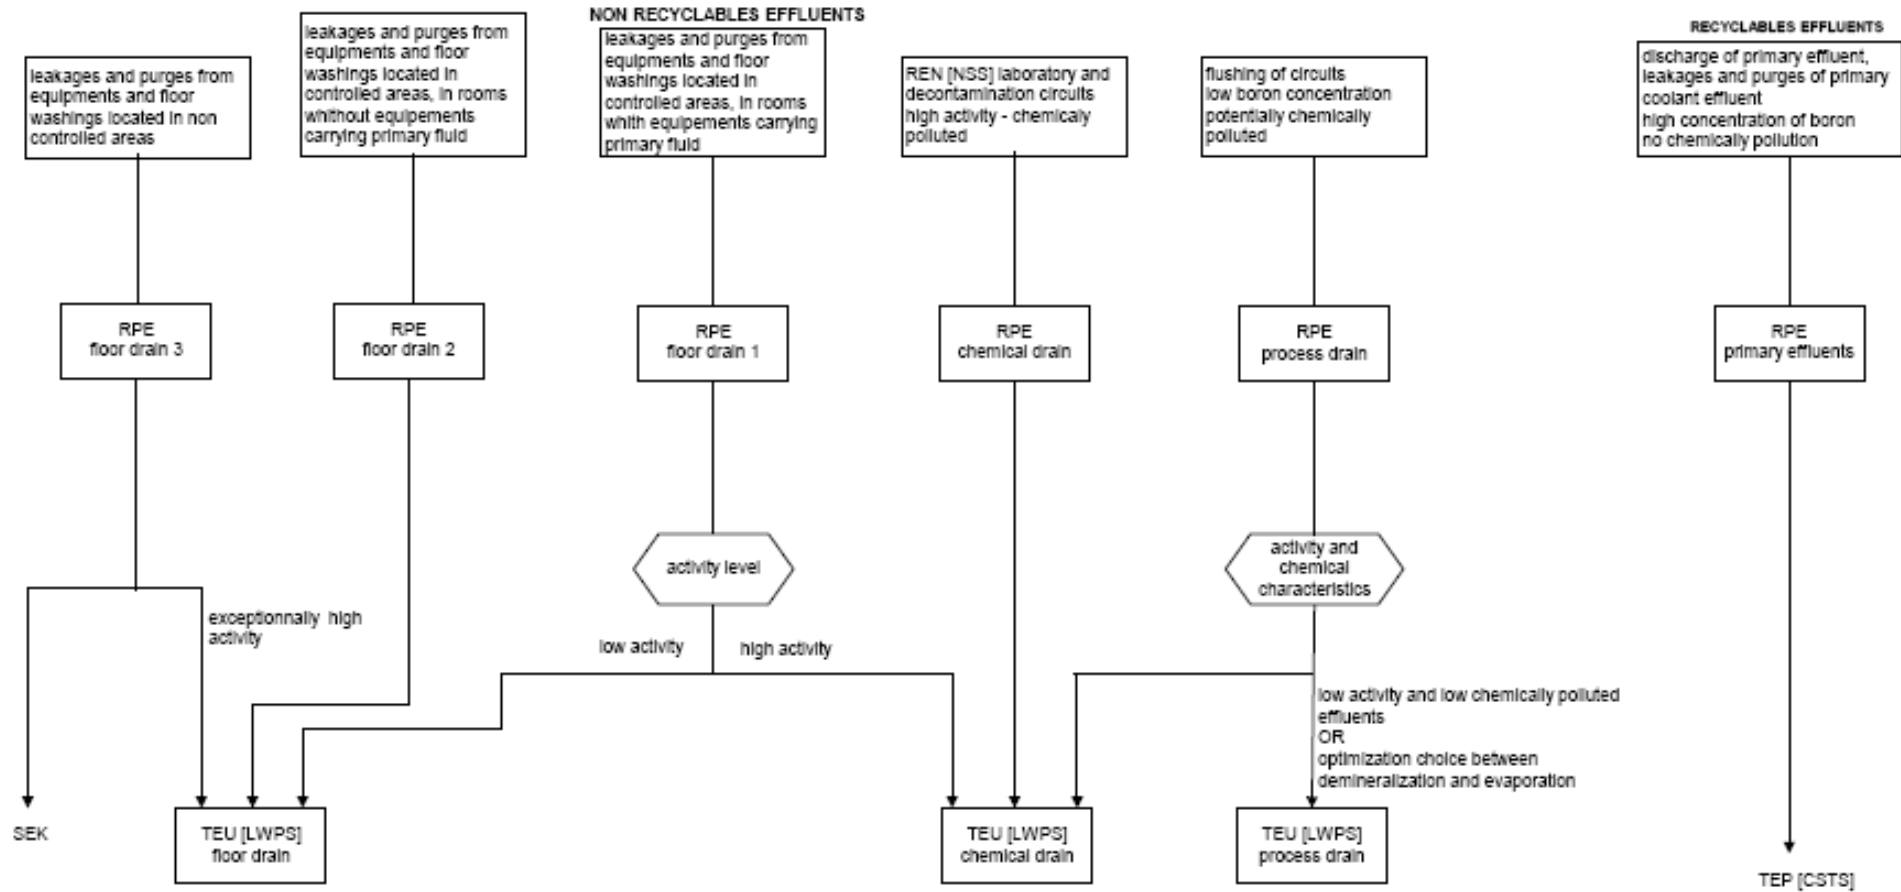 NON RECYCLABLES EFFLUENTS
RECYCLABLES EFFLUENTS
leakages and purges from
equipments and floor
washings located in non
controlled areas
leakages and purges from
equipments and floor
washings located in
controlled areas, in rooms
whithout equipements
carrying primary fluid
leakages and purges from
equipments and floor
washings located in
controlled areas, in rooms
whith equipements carrying
primary fluid
REN [NSS] laboratory and
decontamination circuits
high activity - chemicaly
polluted
flushing of circuits
low boron concentration
potentially chemically
polluted
discharge of primary effluent,
leakages and purges of primary
coolant effluent
high concentration of boron
no chemically pollution
RPE
floor drain 3
RPE
floor drain 2
RPE
floor drain 1
RPE
chemical drain
RPE
process drain
RPE
primary effluents
activity level
activity and
chemical
characteristics
exceptionnally high
activity
low activity
high activity
low activity and low chemically polluted
effluents
OR
optimization choice between
demineralization and evaporation
SEK
TEU [LWPS]
floor drain
TEU [LWPS]
chemical drain
TEU [LWPS]
process drain
TEP [CSTS]